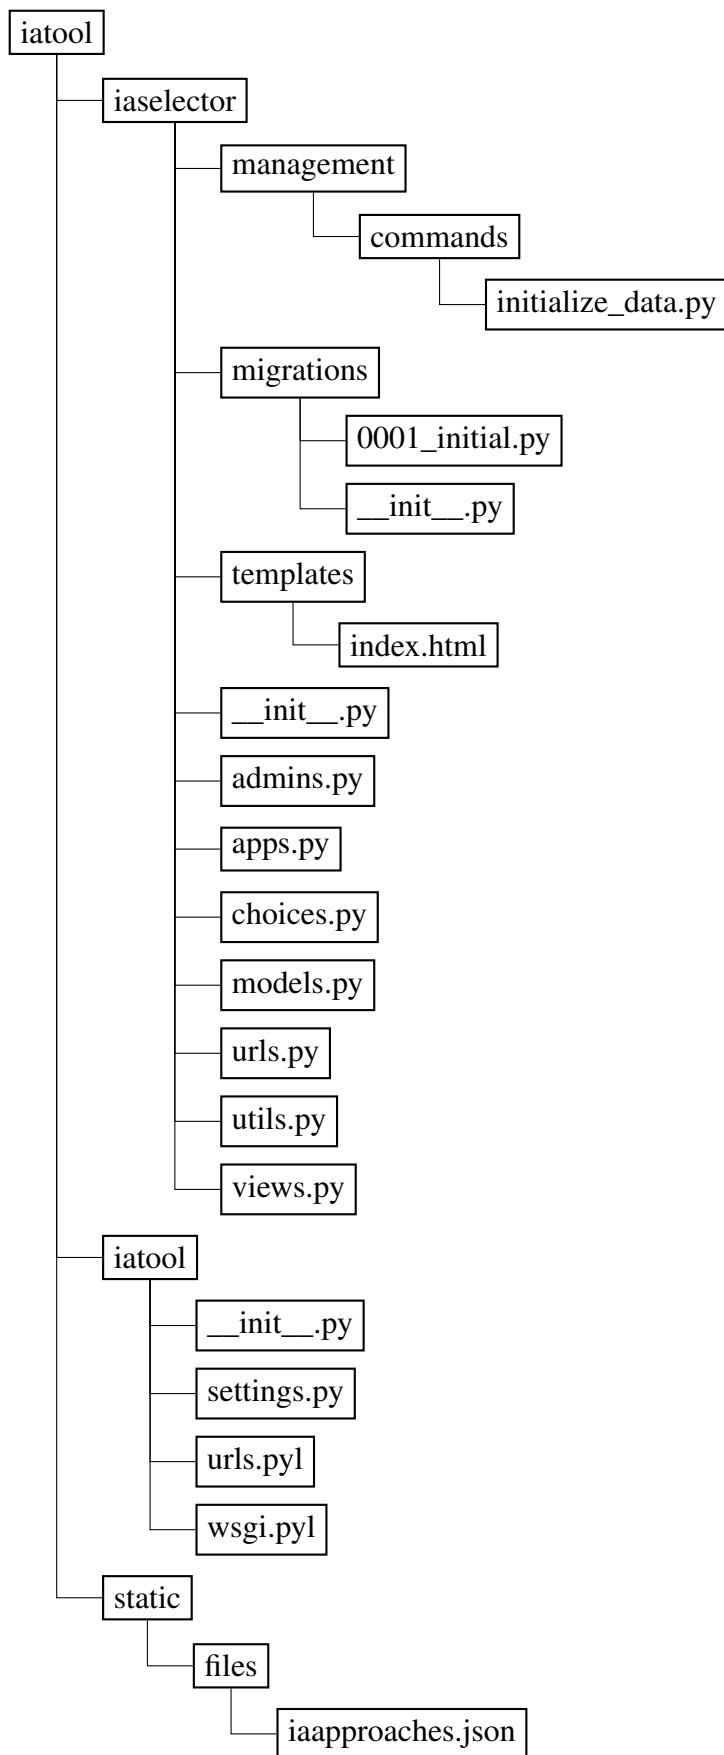 iatool
iaselector
management
commands
initialize_data.py
migrations
0001_initial.py
__init__.py
templates
index.html
__init__.py
admins.py
apps.py
choices.py
models.py
urls.py
utils.py
views.py
iatool
__init__.py
settings.py
urls.pyl
wsgi.pyl
static
files
iaapproaches.json